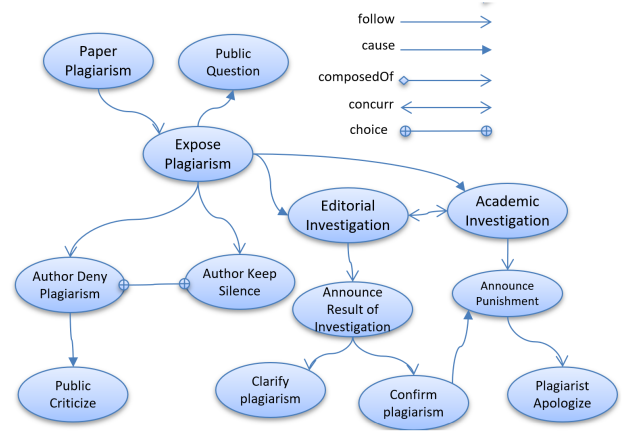 follow
cause
composedOf
concurr
choice
Paper
Plagiarism
Public
Question
Expose
Plagiarism
Editorial
Investigation
Academic
Investigation
Author Deny
Plagiarism
Author Keep
Silence
Announce
Result of
Investigation
Announce
Punishment
Public
Criticize
Clarify
plagiarism
Confirm
plagiarism
Plagiarist
Apologize